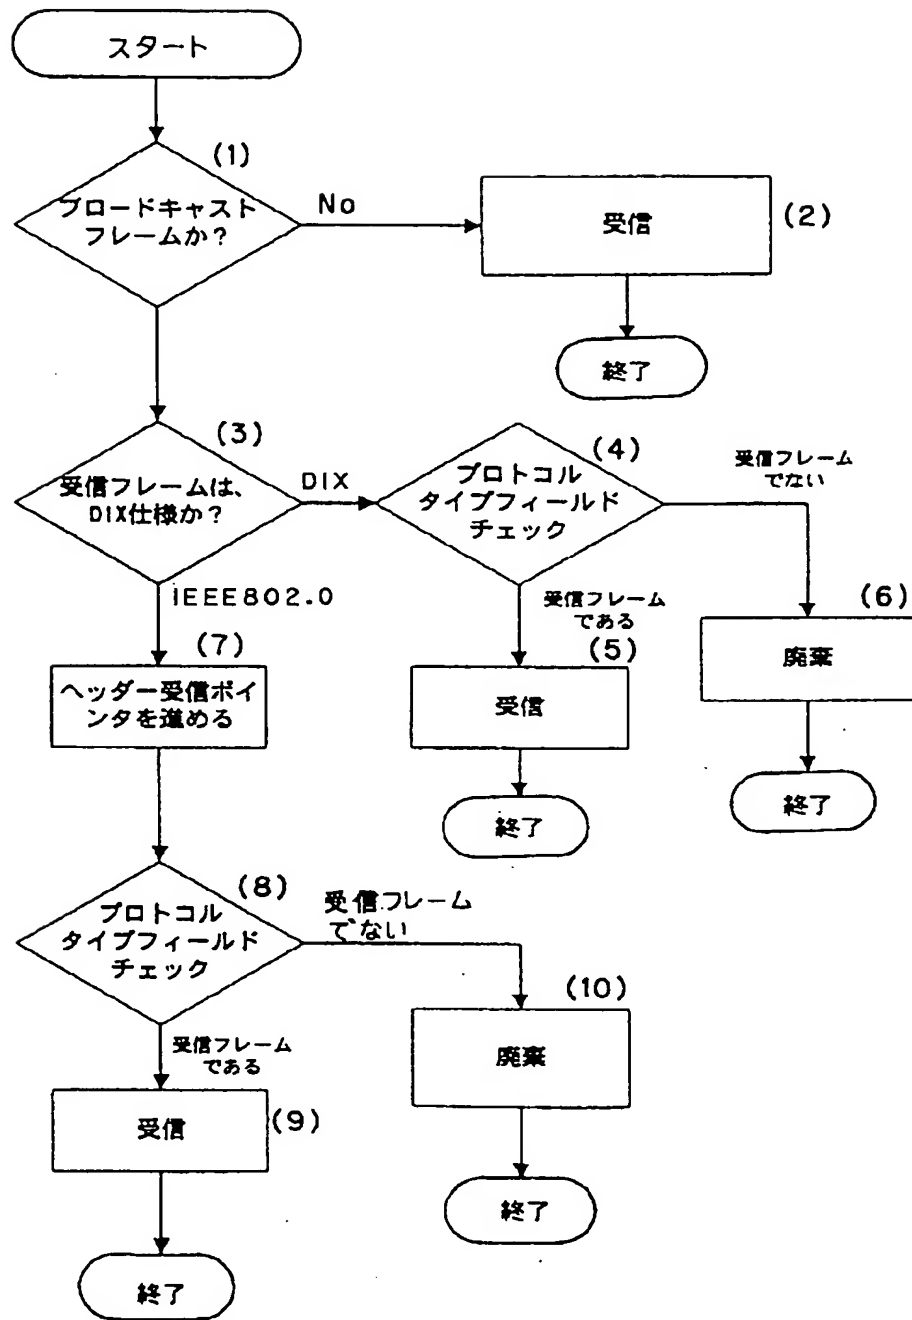 スタート
(1)
ブロードキャスト
フレームか？
No
受信
(2)
終了
(3)
受信フレームは、
DIX仕様か？
DIX
(4)
プロトコル
タイプフィールド
チェック
受信フレーム
でない
(6)
廃棄
終了
受信フレーム
である
(5)
受信
終了
IEEE802.0
(7)
ヘッダー受信ポイ
ンタを進める
(8)
プロトコル
タイプフィールド
チェック
受信フレーム
でない
(10)
廃棄
終了
受信フレーム
である
受信
(9)
終了